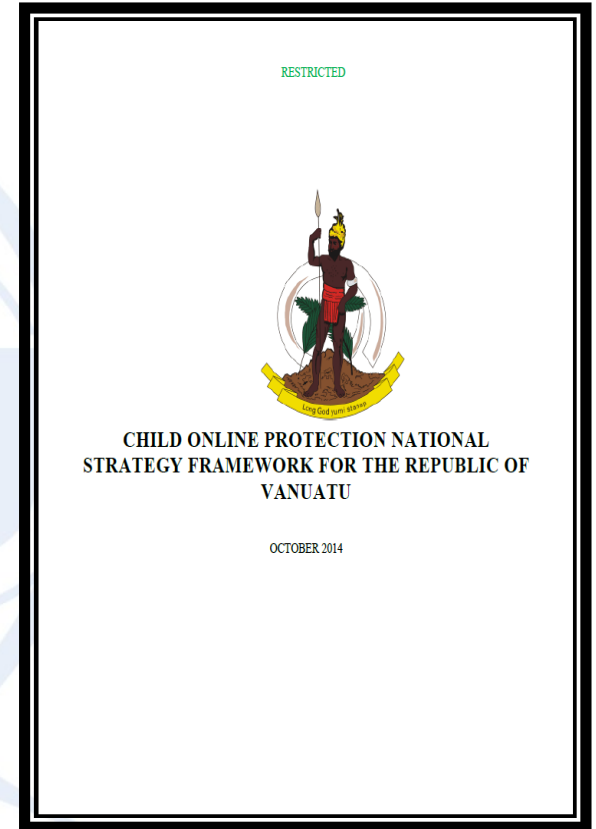 RESTRICTED
Long God yumi stanap
CHILD ONLINE PROTECTION NATIONAL
STRATEGY FRAMEWORK FOR THE REPUBLIC OF
VANUATU
OCTOBER 2014